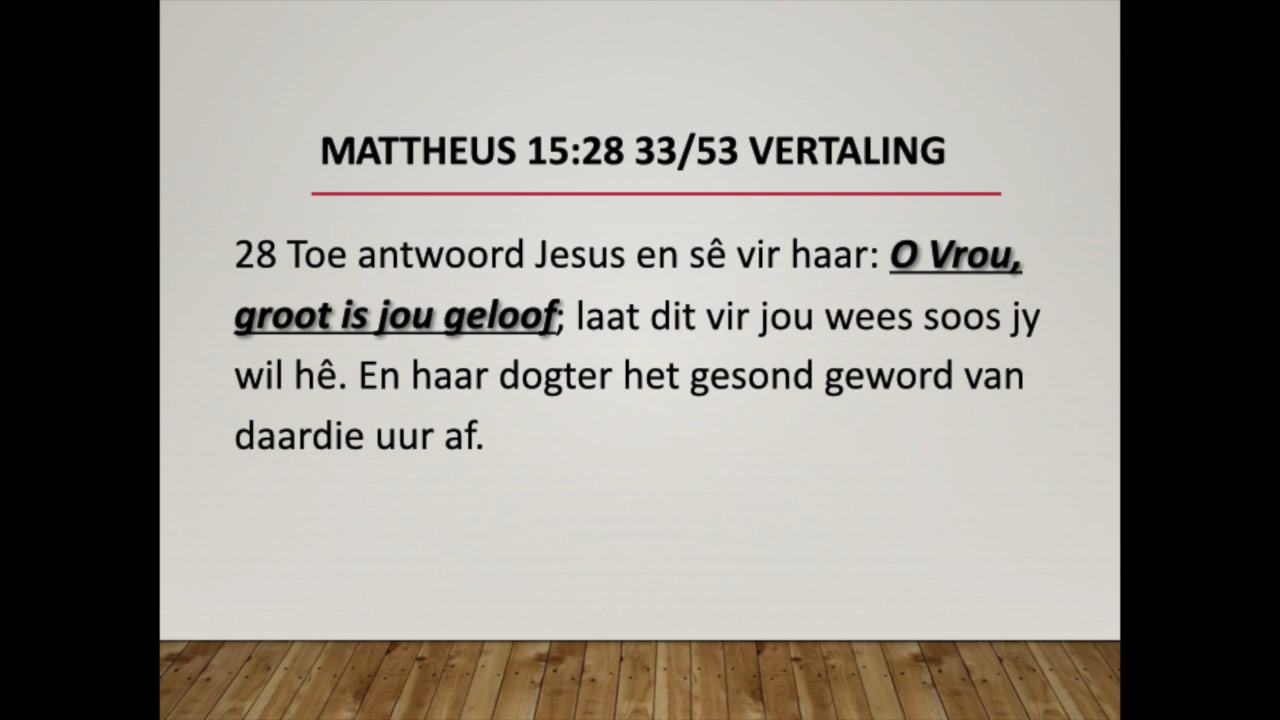 MATTHEUS 15:28 33/53 VERTALING
28 Toe antwoord Jesus en sê vir haar: O Vrou,
groot is jou geloof; laat dit vir jou wees soos jy
wil hê. En haar dogter het gesond geword van
daardie uur af.